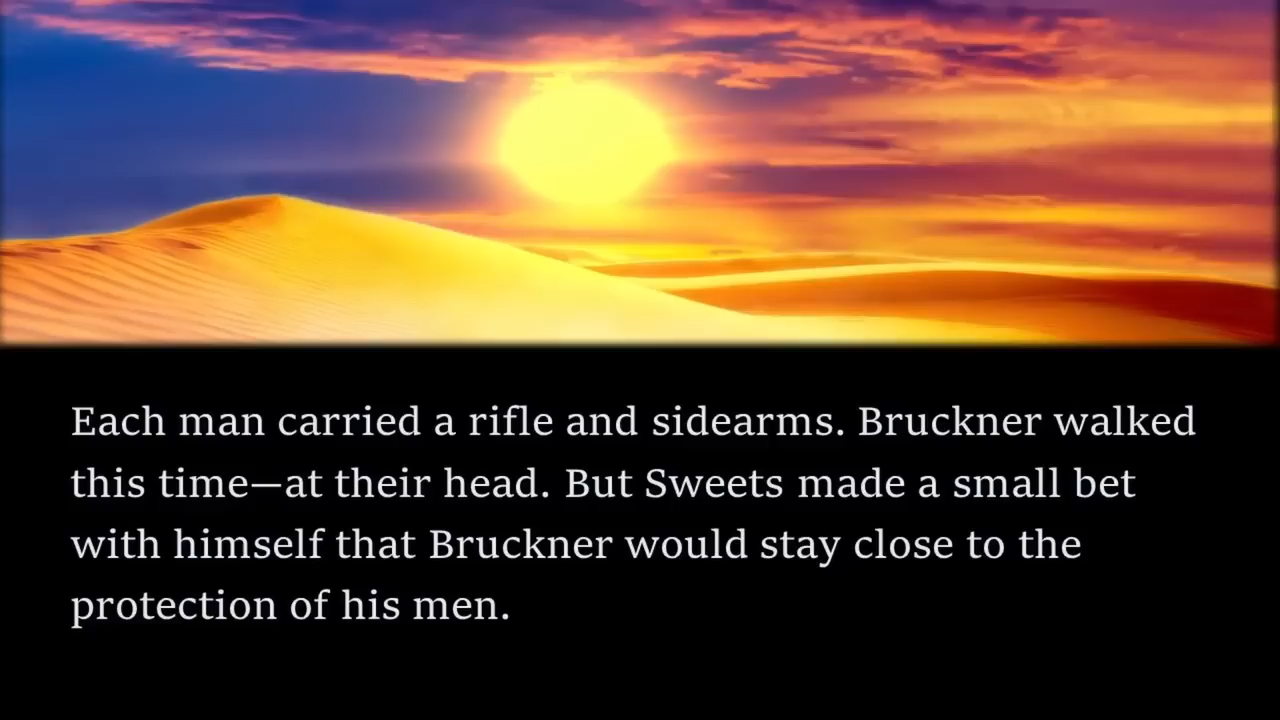 Each man carried a rifle and sidearms. Bruckner walked
this time—at their head. But Sweets made a small bet
with himself that Bruckner would stay close to the
protection of his men.